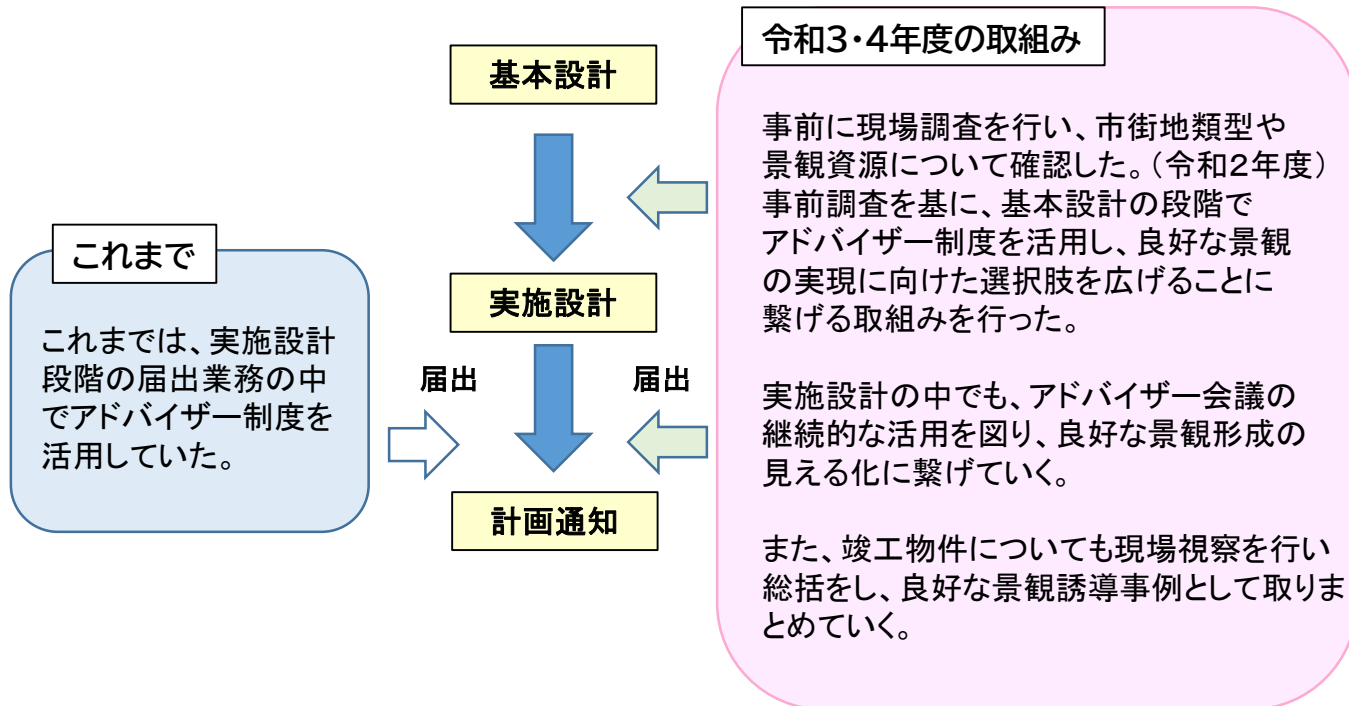 これまで
これまでは、実施設計
段階の届出業務の中
でアドバイザー制度を
活用していた。
基本設計
実施設計
届出
届出
計画通知
令和3・4年度の取組み
事前に現場調査を行い、市街地類型や
景観資源について確認した。（令和2年度）
事前調査を基に、基本設計の段階で
アドバイザー制度を活用し、良好な景観
の実現に向けた選択肢を広げることに
繋げる取組みを行った。
実施設計の中でも、アドバイザー会議の
継続的な活用を図り、良好な景観形成の
見える化に繋げていく。
また、竣工物件についても現場視察を行い
総括をし、良好な景観誘導事例として取りま
とめていく。